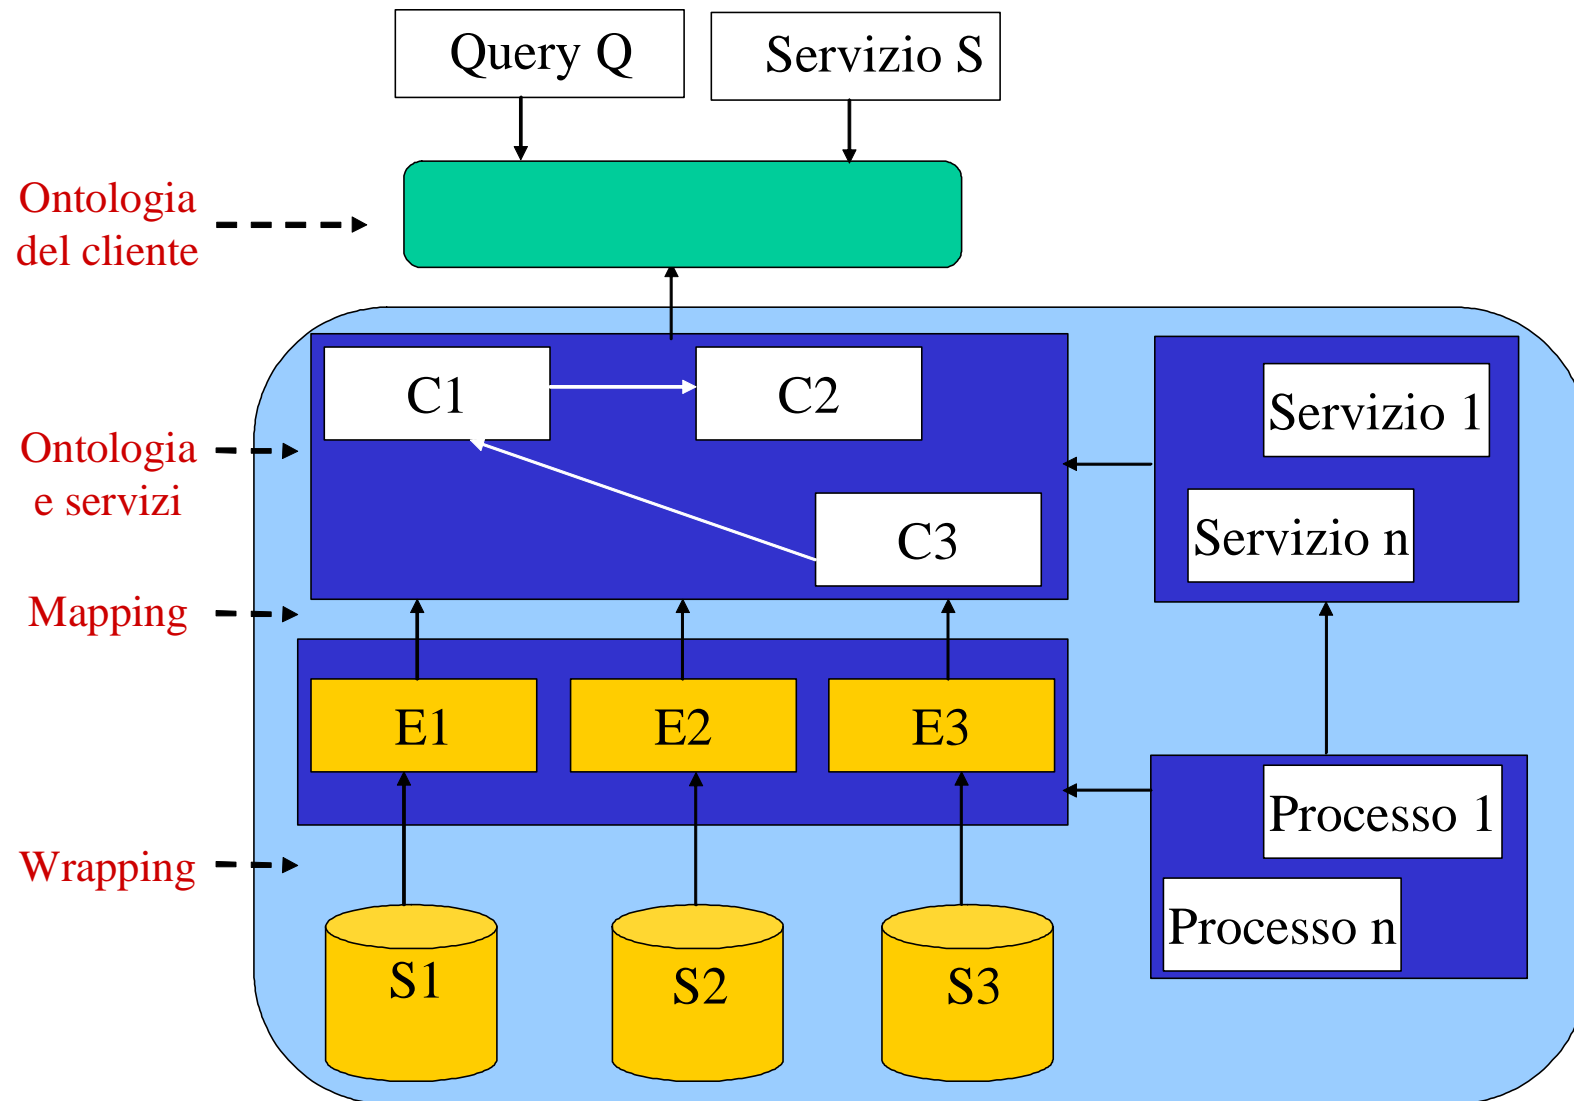 Query Q
Servizio S
Ontologia
del cliente
C1
C2
Servizio 1
Ontologia
e servizi
Servizio n
C3
Mapping
E1
E2
E3
Processo 1
Wrapping
Processo n
S1
S2
S3